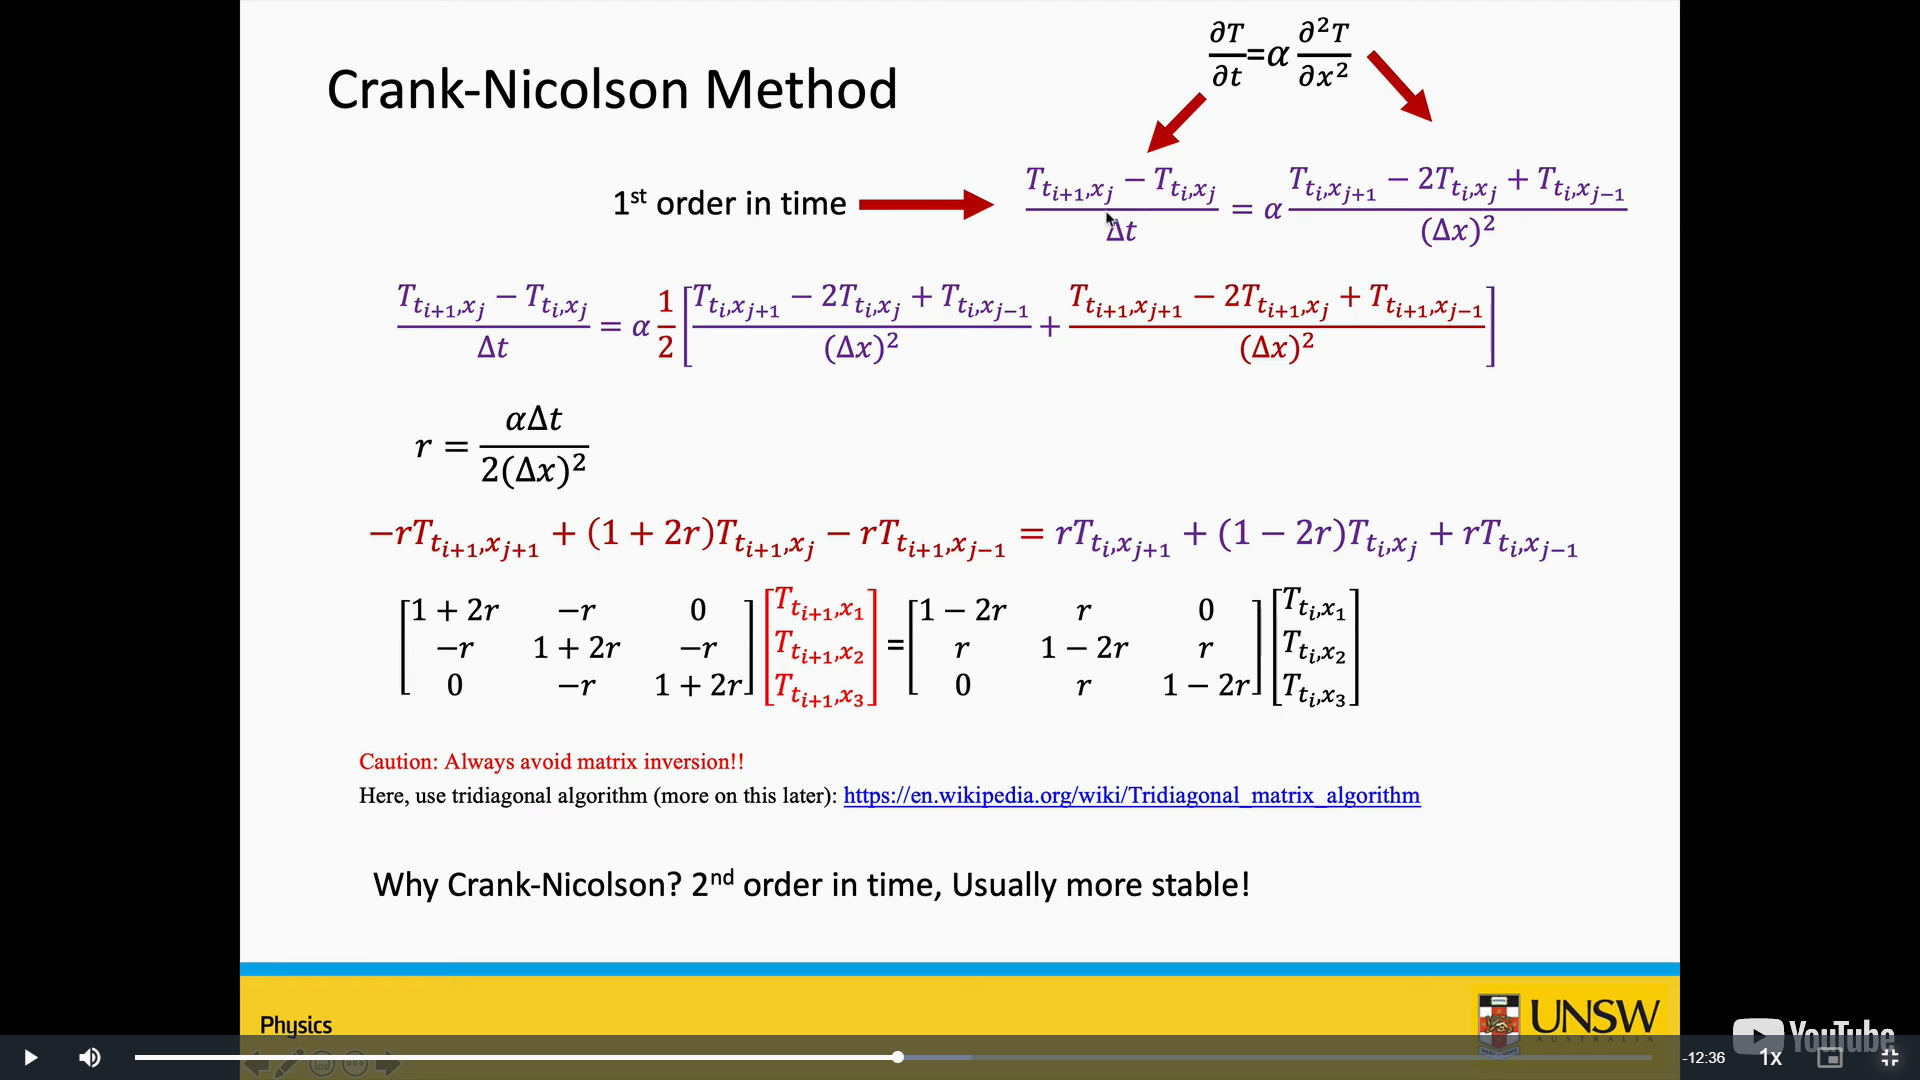 ∂T/∂t=α ∂²T/∂x²
Crank-Nicolson Method
1st order in time
(T_{t_{i+1},x_j} − T_{t_i,x_j})/Δt = α (T_{t_i,x_{j+1}} − 2T_{t_i,x_j} + T_{t_i,x_{j−1}})/(Δx)²
(T_{t_{i+1},x_j} − T_{t_i,x_j})/Δt = α 1/2 [(T_{t_i,x_{j+1}} − 2T_{t_i,x_j} + T_{t_i,x_{j−1}})/(Δx)² + (T_{t_{i+1},x_{j+1}} − 2T_{t_{i+1},x_j} + T_{t_{i+1},x_{j−1}})/(Δx)²]
r = αΔt/2(Δx)²
−rT_{t_{i+1},x_{j+1}} + (1 + 2r)T_{t_{i+1},x_j} − rT_{t_{i+1},x_{j−1}} = rT_{t_i,x_{j+1}} + (1 − 2r)T_{t_i,x_j} + rT_{t_i,x_{j−1}}
1 + 2r −r 0 T_{t_{i+1},x_1} 1 − 2r r 0 T_{t_i,x_1}
−r 1 + 2r −r T_{t_{i+1},x_2} = r 1 − 2r r T_{t_i,x_2}
0 −r 1 + 2r T_{t_{i+1},x_3} 0 r 1 − 2r T_{t_i,x_3}
Caution: Always avoid matrix inversion!!
Here, use tridiagonal algorithm (more on this later): https://en.wikipedia.org/wiki/Tridiagonal_matrix_algorithm
Why Crank-Nicolson? 2nd order in time, Usually more stable!
Physics
UNSW
AUSTRALIA
YouTube
-12:36
1x